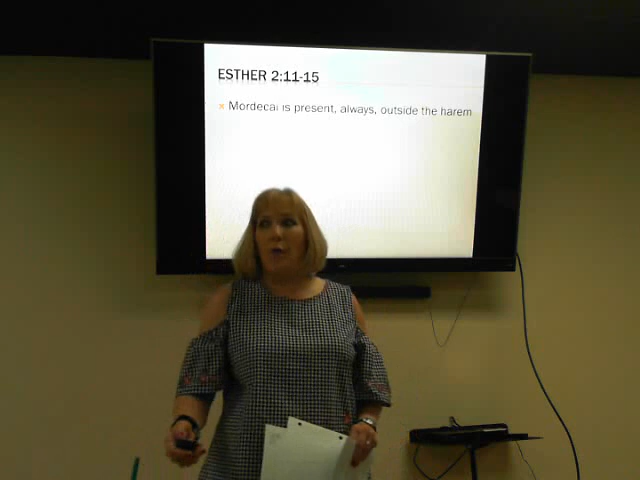 ESTHER 2:11-15
× Mordecai is present, always, outside the harem